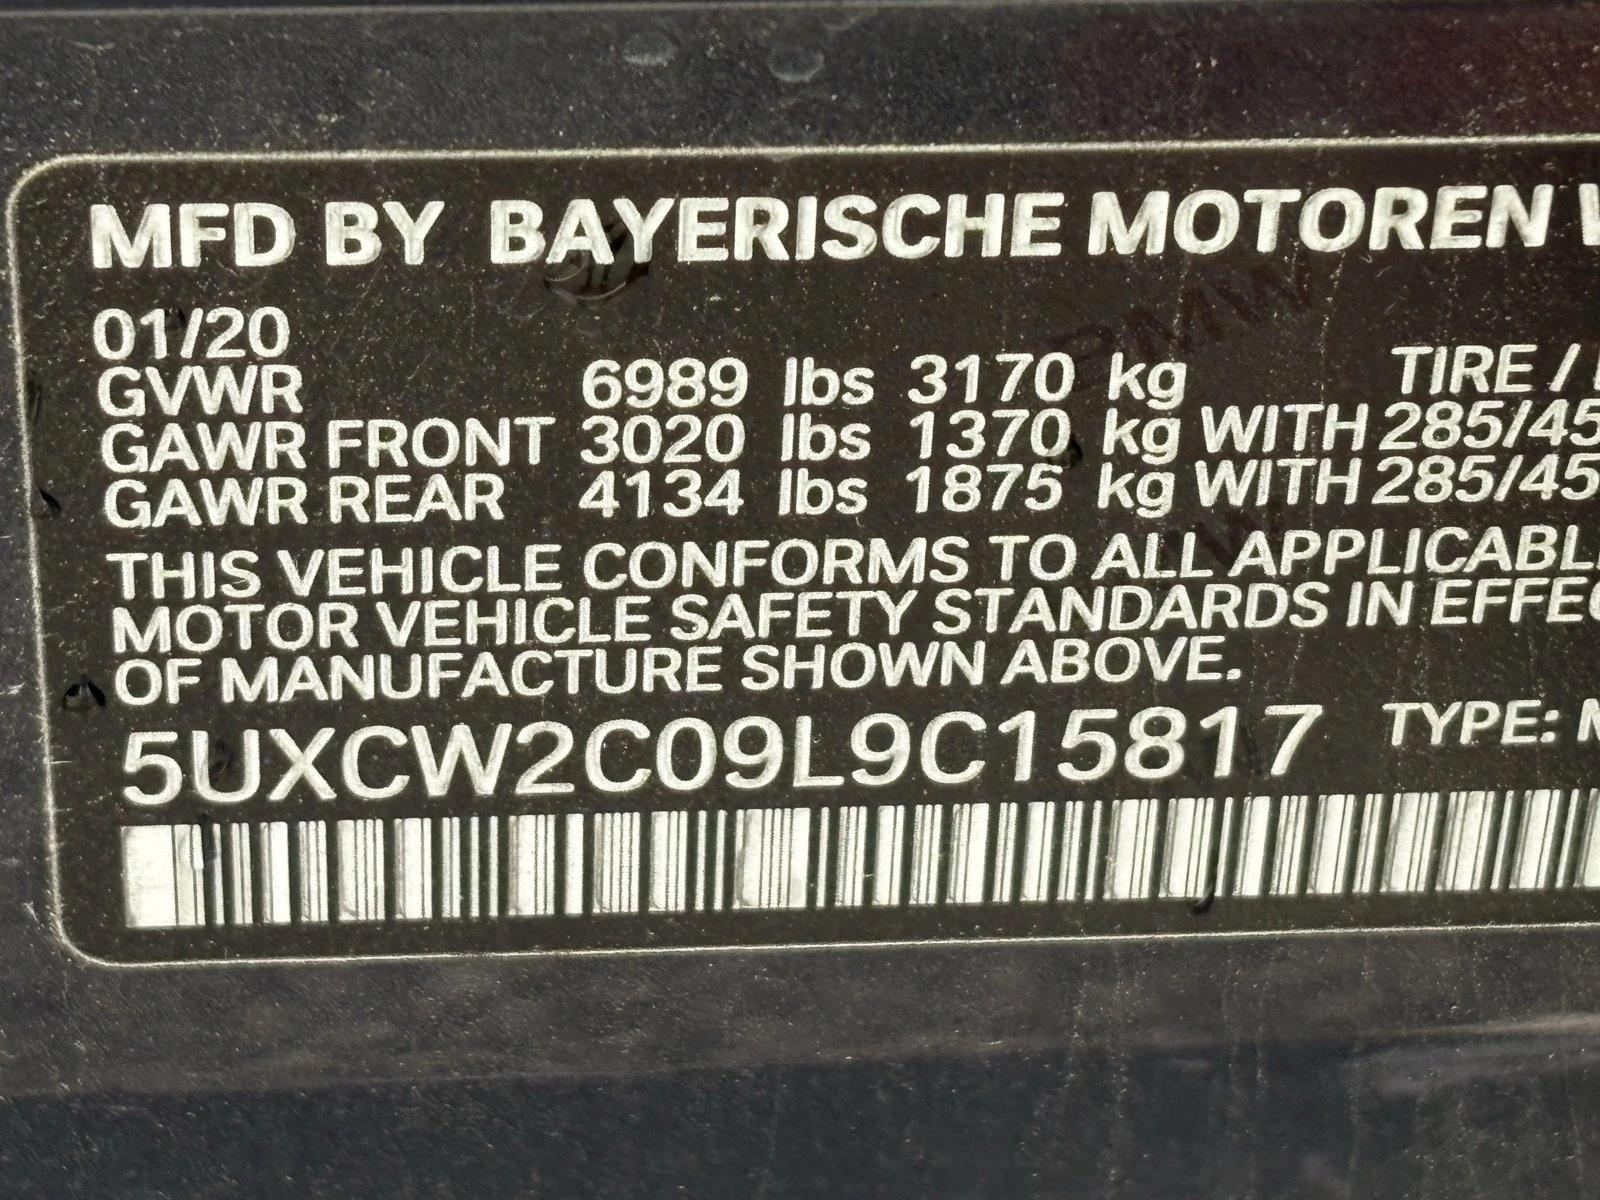 MFD BY BAYERISCHE MOTOREN
01/20
GVWR 6989 lbs 3170 kg TIRE /
GAWR FRONT 3020 lbs 1370 kg WITH 285/45
GAWR REAR 4134 lbs 1875 kg WITH 285/45
THIS VEHICLE CONFORMS TO ALL APPLICABL
MOTOR VEHICLE SAFETY STANDARDS IN EFFE
OF MANUFACTURE SHOWN ABOVE.
5UXCW2C09L9C15817 TYPE: